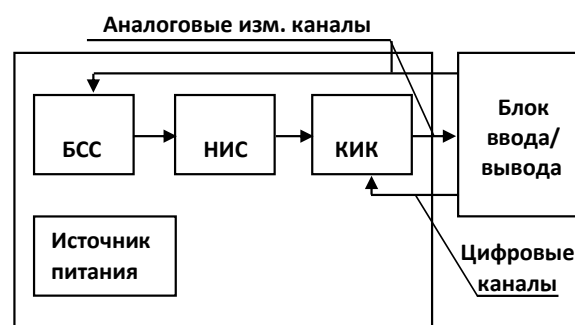 Аналоговые изм. каналы
БСС
НИС
КИК
Блок
ввода/
вывода
Источник
питания
Цифровые
каналы